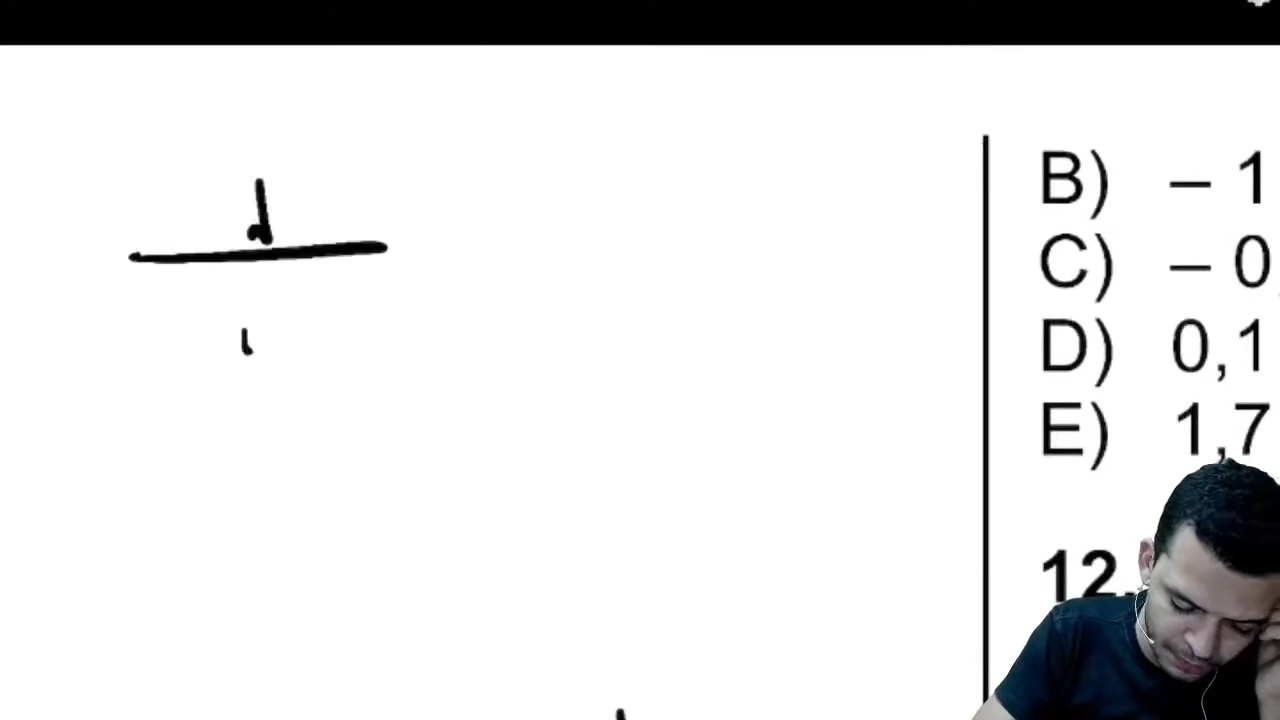 d
B) – 1
C) – 0,
D) 0,1
E) 1,7
12.